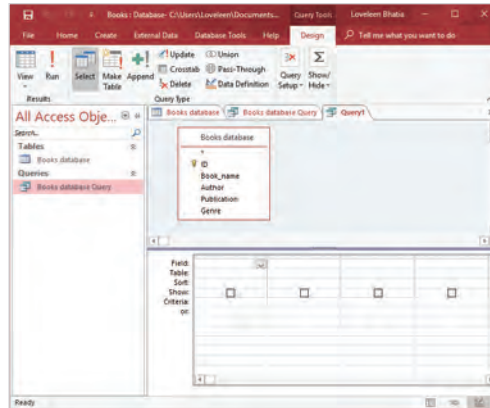 Books : Database- C:\Users\Loveleen\Documents... Query Tools Loveleen Bhatia
File Home Create External Data Database Tools Help Design Tell me what you want to do
View Run Select Make Table Append Update Crosstab Delete Union Pass-Through Data Definition Query Setup Show/Hide
Results Query Type
All Access Obje...
Search...
Tables
Books database
Queries
Books database Query
Books database Books database Query Query1
Books database
*
ID
Book_name
Author
Publication
Genre
Field:
Table:
Sort:
Show:
Criteria:
or:
Ready